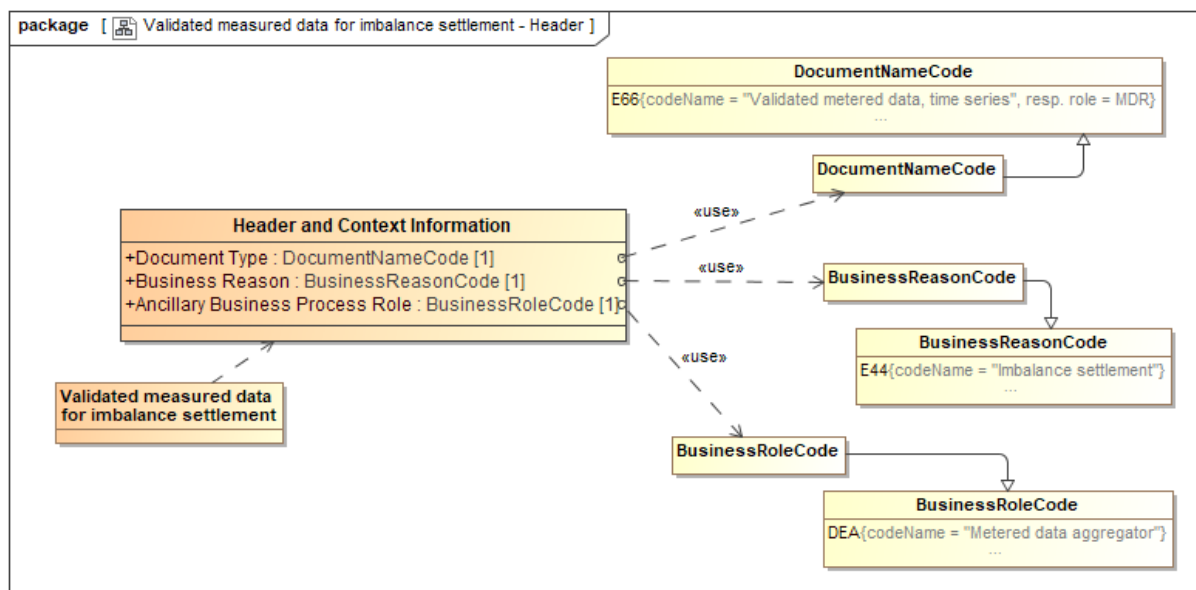 package [ Validated measured data for imbalance settlement - Header ]
DocumentNameCode
E66{codeName = "Validated metered data, time series", resp. role = MDR}
...
DocumentNameCode
«use»
Header and Context Information
+Document Type : DocumentNameCode [1]
+Business Reason : BusinessReasonCode [1]
+Ancillary Business Process Role : BusinessRoleCode [1]
«use»
BusinessReasonCode
BusinessReasonCode
E44{codeName = "Imbalance settlement"}
...
«use»
Validated measured data
for imbalance settlement
BusinessRoleCode
BusinessRoleCode
DEA{codeName = "Metered data aggregator"}
...